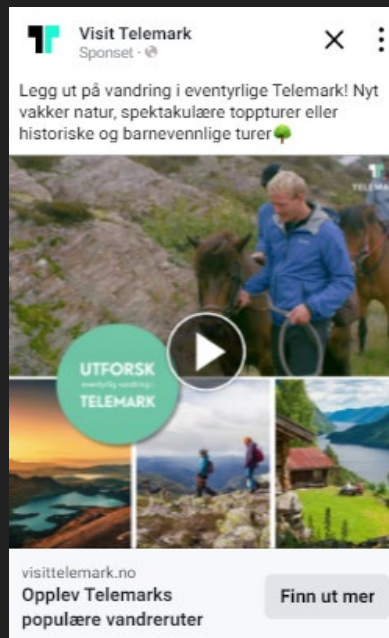 Visit Telemark
Sponset ·
Legg ut på vandring i eventyrlige Telemark! Nyt
vakker natur, spektakulære toppturer eller
historiske og barnevennlige turer
TELEM
UTFORSK
eventyrlig vandring i
TELEMARK
visittelemark.no
Opplev Telemarks
populære vandreruter
Finn ut mer